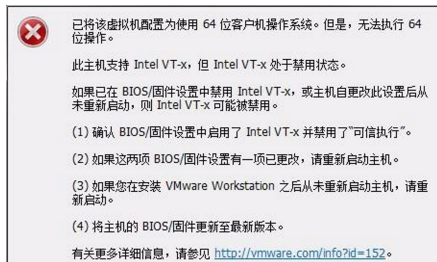 已将该虚拟机配置为使用 64 位客户机操作系统。但是，无法执行 64
位操作。
此主机支持 Intel VT-x，但 Intel VT-x 处于禁用状态。
如果已在 BIOS/固件设置中禁用 Intel VT-x，或主机自更改此设置后从
未重新启动，则 Intel VT-x 可能被禁用。
(1) 确认 BIOS/固件设置中启用了 Intel VT-x 并禁用了“可信执行”。
(2) 如果这两项 BIOS/固件设置有一项已更改，请重新启动主机。
(3) 如果您在安装 VMware Workstation 之后从未重新启动主机，请重
新启动。
(4) 将主机的 BIOS/固件更新至最新版本。
有关更多详细信息，请参见 http://vmware.com/info?id=152。